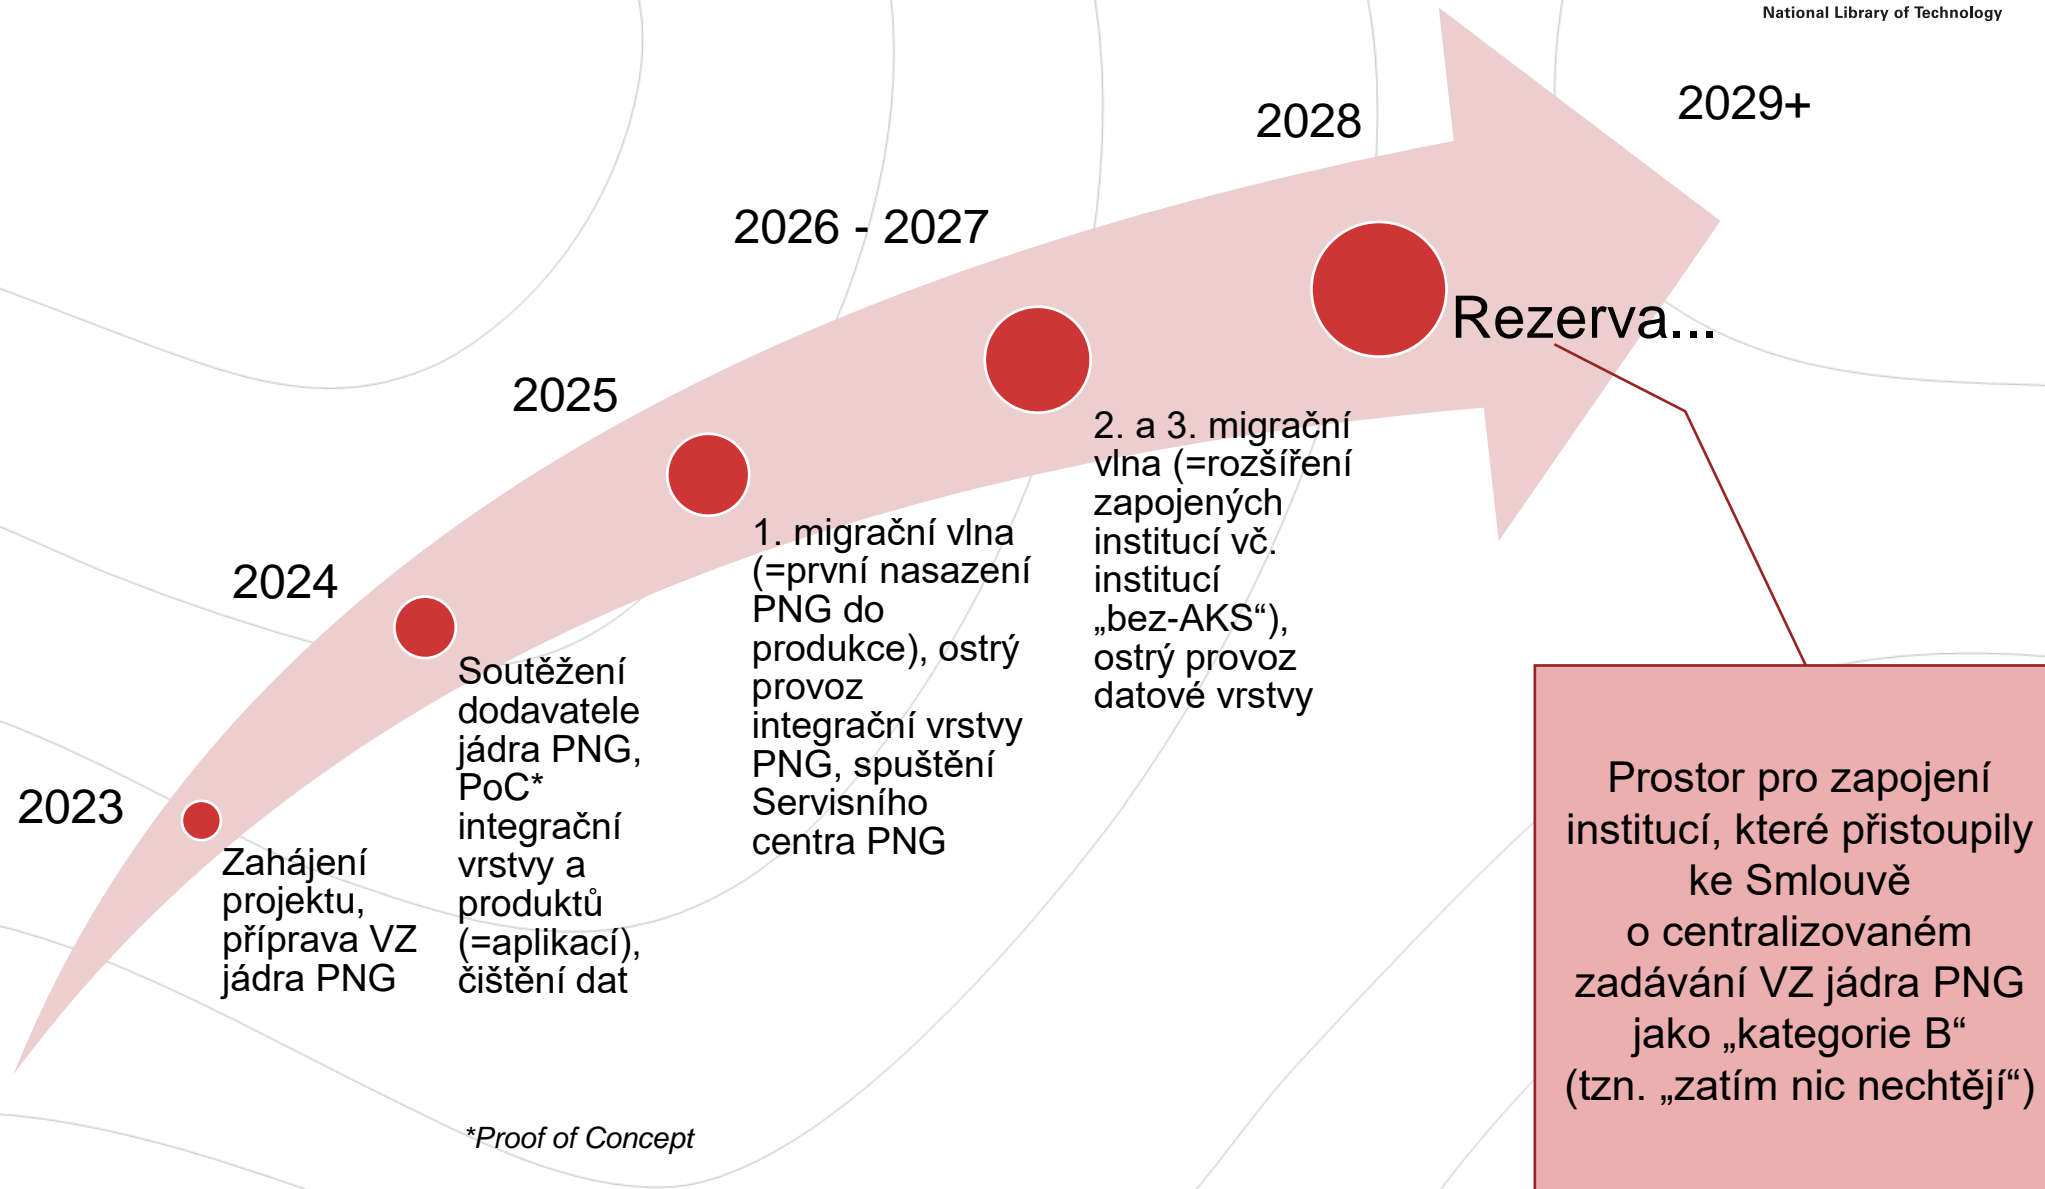 National Library of Technology
2023
Zahájení
projektu,
příprava VZ
jádra PNG
2024
Soutěžení
dodavatele
jádra PNG,
PoC*
integrační
vrstvy a
produktů
(=aplikací),
čištění dat
2025
1. migrační vlna
(=první nasazení
PNG do
produkce), ostrý
provoz
integrační vrstvy
PNG, spuštění
Servisního
centra PNG
2026 - 2027
2. a 3. migrační
vlna (=rozšíření
zapojených
institucí vč.
institucí
„bez-AKS“),
ostrý provoz
datové vrstvy
2028
Rezerva...
2029+
Prostor pro zapojení
institucí, které přistoupily
ke Smlouvě
o centralizovaném
zadávání VZ jádra PNG
jako „kategorie B“
(tzn. „zatím nic nechtějí“)
*Proof of Concept